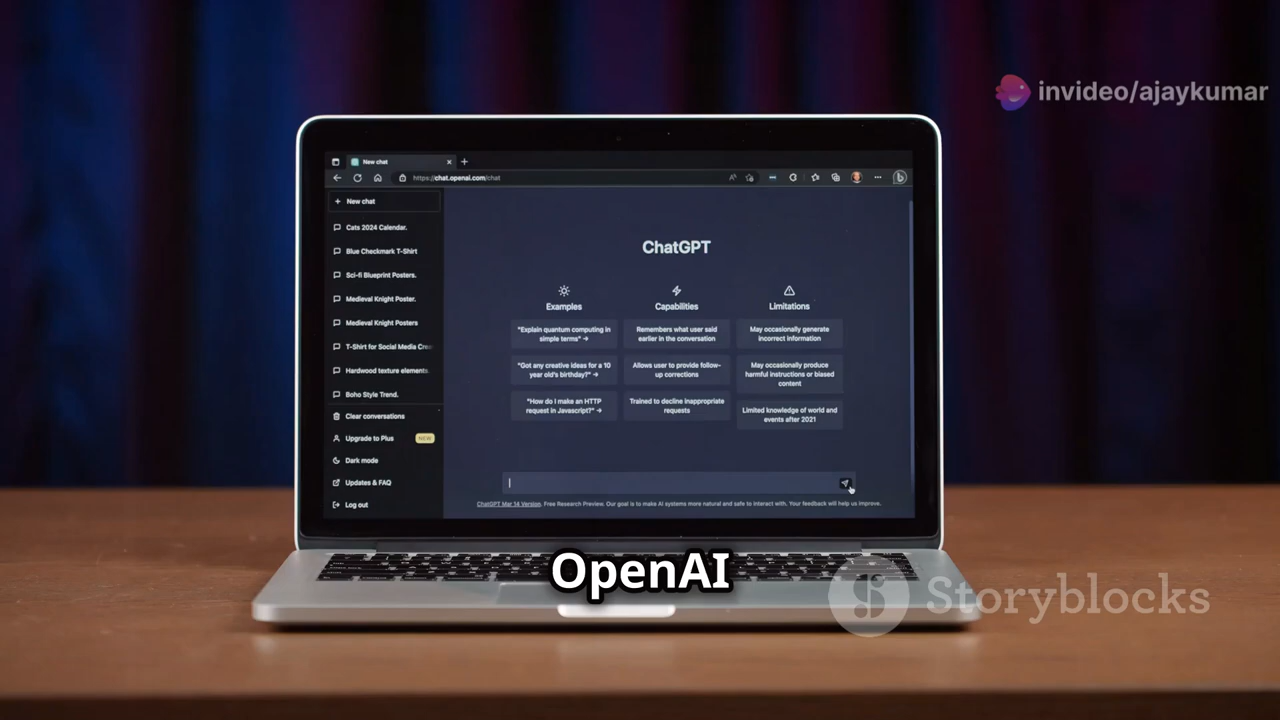 invideo/ajaykumar
New chat
https://chat.openai.com/chat
New chat
Cats 2024 Calendar.
Blue Checkmark T-Shirt
Sci-fi Blueprint Posters.
Medieval Knight Poster.
Medieval Knight Posters
T-Shirt for Social Media Cre
Hardwood texture elements.
Boho Style Trend.
Clear conversations
Upgrade to Plus NEW
Dark mode
Updates & FAQ
Log out
ChatGPT
Examples
"Explain quantum computing in
simple terms" →
"Got any creative ideas for a 10
year old's birthday?" →
"How do I make an HTTP
request in Javascript?" →
Capabilities
Remembers what user said
earlier in the conversation
Allows user to provide follow-
up corrections
Trained to decline inappropriate
requests
Limitations
May occasionally generate
incorrect information
May occasionally produce
harmful instructions or biased
content
Limited knowledge of world and
events after 2021
ChatGPT Mar 14 Version. Free Research Preview. Our goal is to make AI systems more natural and safe to interact with. Your feedback will help us improve.
OpenAI
Storyblocks